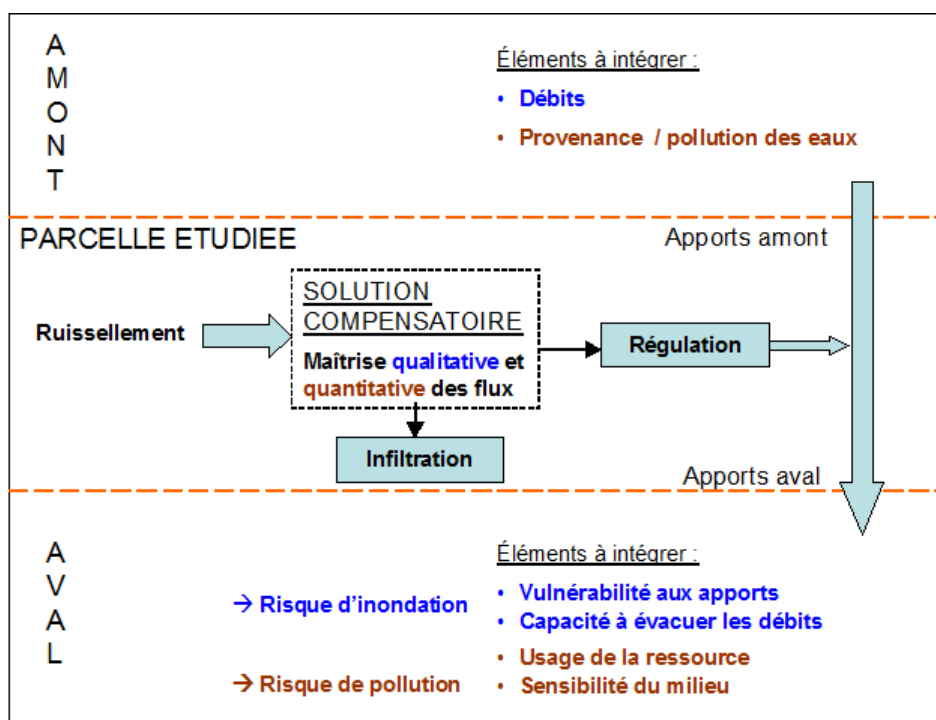 AMONT
Éléments à intégrer :
• Débits
• Provenance / pollution des eaux
PARCELLE ETUDIEE
Apports amont
Ruissellement
SOLUTION
COMPENSATOIRE
Maîtrise qualitative et
quantitative des flux
Régulation
Infiltration
Apports aval
AVAL
Éléments à intégrer :
→ Risque d'inondation
• Vulnérabilité aux apports
• Capacité à évacuer les débits
→ Risque de pollution
• Usage de la ressource
• Sensibilité du milieu